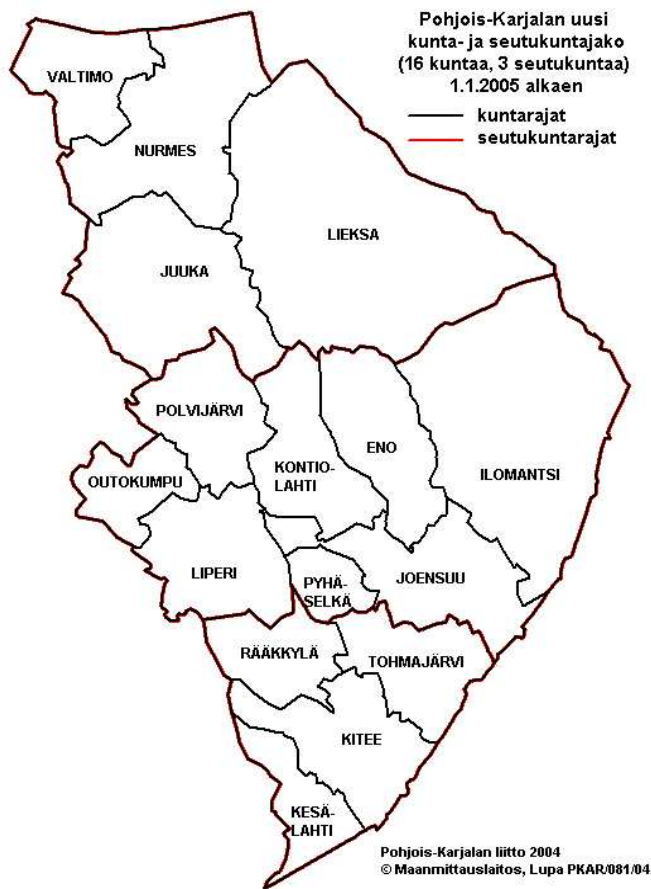 Pohjois-Karjalan uusi
kunta- ja seutukuntajako
(16 kuntaa, 3 seutukuntaa)
1.1.2005 alkaen
kuntarajat
seutukuntarajat
VALTIMO
NURMES
LIEKSA
JUUKA
POLVIJÄRVI
ENO
KONTIO-
LAHTI
ILOMANTSI
OUTOKUMPU
LIPERI
PYHÄ-
SELKÄ
JOENSUU
RÄÄKKYLÄ
TOHMAJÄRVI
KITEE
KESÄ-
LAHTI
Pohjois-Karjalan liitto 2004
© Maanmittauslaitos, Lupa PKAR/081/04